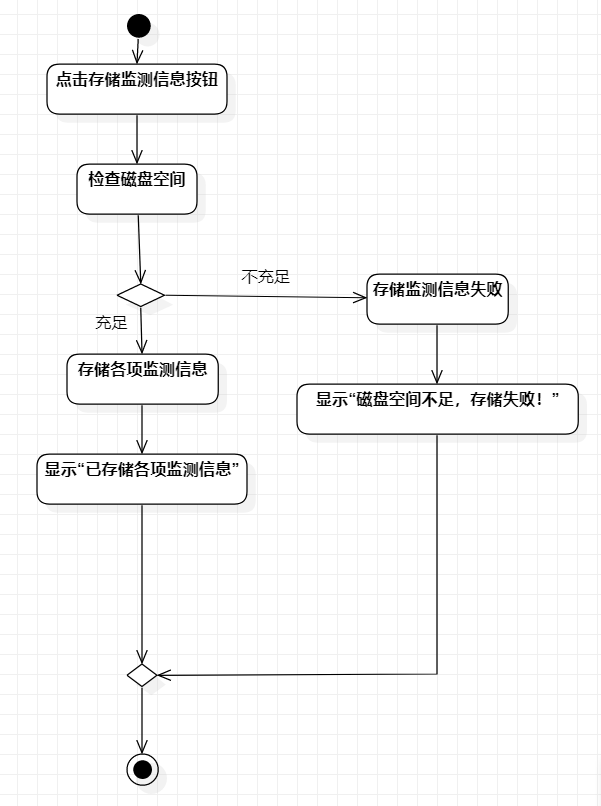 点击存储监测信息按钮
检查磁盘空间
不充足
存储监测信息失败
充足
存储各项监测信息
显示“磁盘空间不足，存储失败！”
显示“已存储各项监测信息”